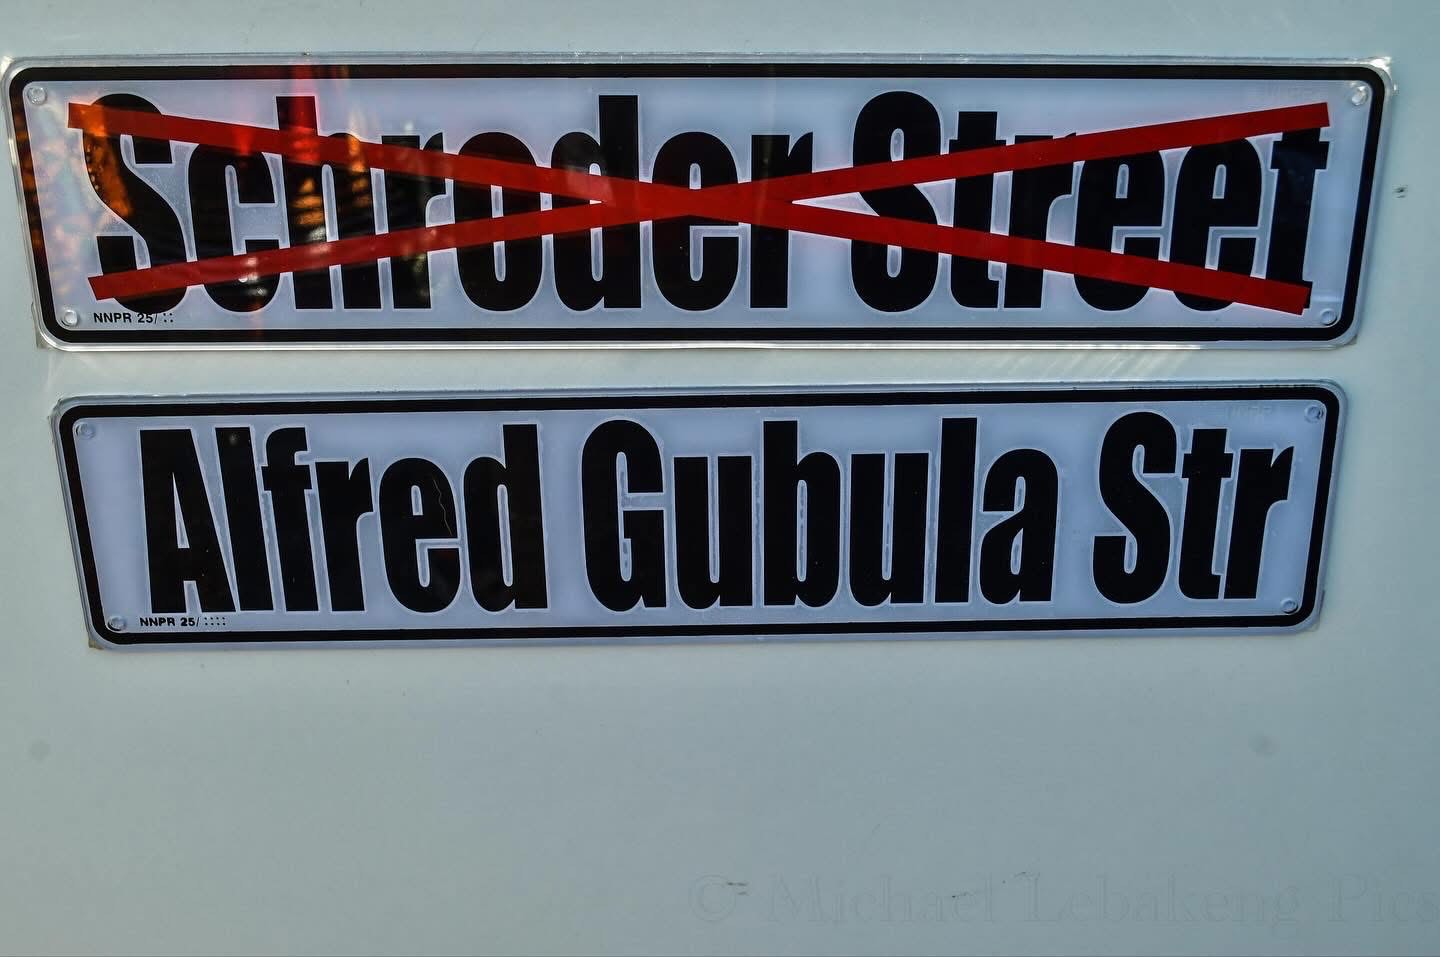 Schroder Street
NNPR 25/
Alfred Gubula Str
NNPR 25/
© Michael Lebakeng Pics